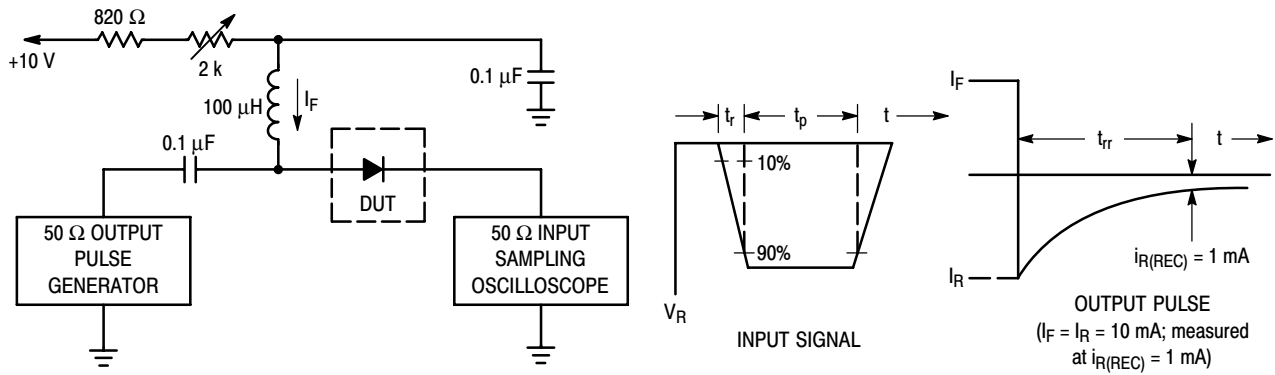 820 Ω
+10 V
2 k
0.1 μF
100 μH
I_F
0.1 μF
DUT
50 Ω OUTPUT
PULSE
GENERATOR
50 Ω INPUT
SAMPLING
OSCILLOSCOPE
t_r
t_p
t
10%
90%
V_R
INPUT SIGNAL
I_F
t_rr
t
I_R
i_R(REC) = 1 mA
OUTPUT PULSE
(I_F = I_R = 10 mA; measured
at i_R(REC) = 1 mA)